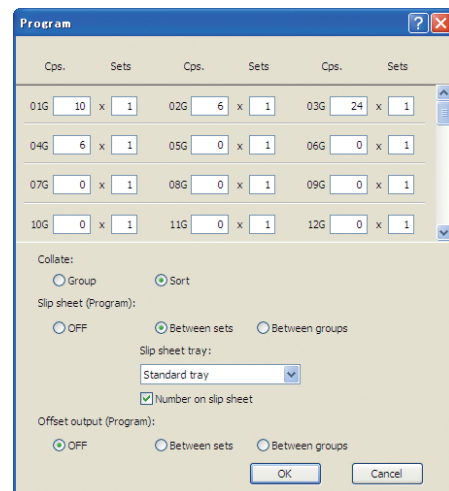 Program
Cps. Sets Cps. Sets Cps. Sets
01G 10 x 1 02G 6 x 1 03G 24 x 1
04G 6 x 1 05G 0 x 1 06G 0 x 1
07G 0 x 1 08G 0 x 1 09G 0 x 1
10G 0 x 1 11G 0 x 1 12G 0 x 1
Collate:
Group Sort
Slip sheet (Program):
OFF Between sets Between groups
Slip sheet tray:
Standard tray
Number on slip sheet
Offset output (Program):
OFF Between sets Between groups
OK Cancel